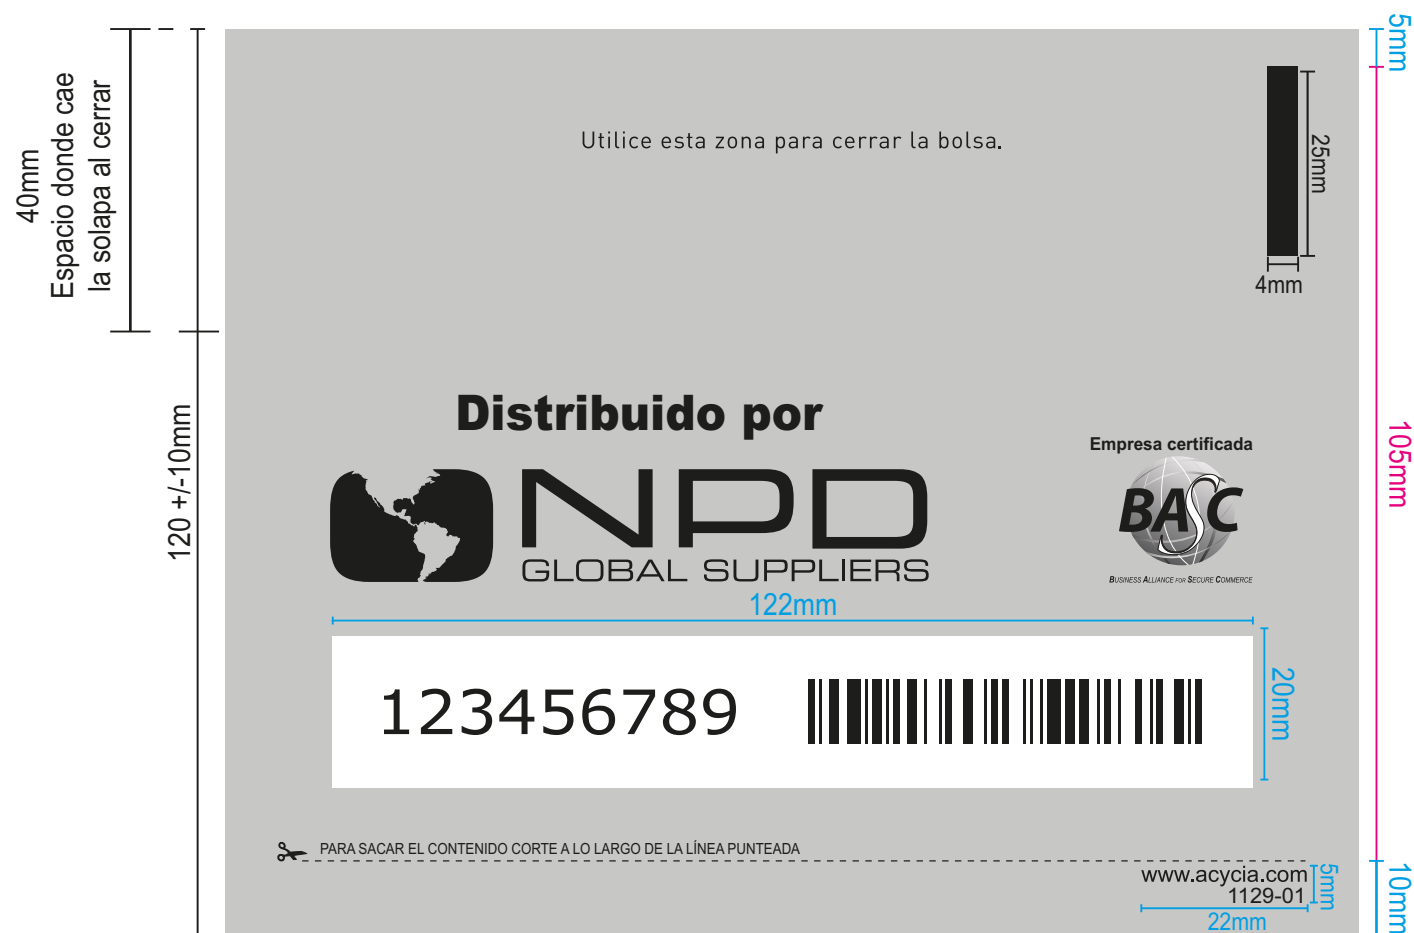 5mm
40mm
Espacio donde cae
la solapa al cerrar
Utilice esta zona para cerrar la bolsa.
25mm
4mm
120 +/-10mm
Distribuido por
NPD
GLOBAL SUPPLIERS
Empresa certificada
BASC
BUSINESS ALLIANCE FOR SECURE COMMERCE
105mm
122mm
123456789
20mm
PARA SACAR EL CONTENIDO CORTE A LO LARGO DE LA LÍNEA PUNTEADA
www.acycia.com
1129-01
5mm
22mm
10mm